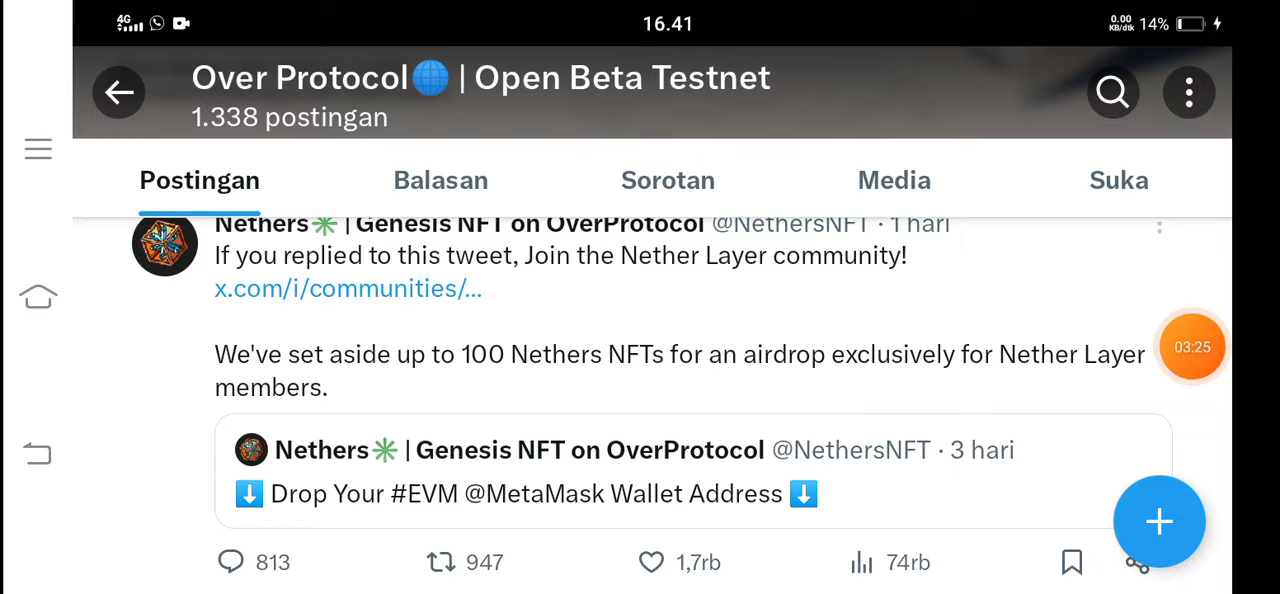 4G 16.41 0.00 KB/dtk 14%
Over Protocol🌐 | Open Beta Testnet
1.338 postingan
Postingan Balasan Sorotan Media Suka
Nethers✳️ | Genesis NFT on OverProtocol @NethersNFT · 1 hari
If you replied to this tweet, Join the Nether Layer community!
x.com/i/communities/...
We've set aside up to 100 Nethers NFTs for an airdrop exclusively for Nether Layer
members.
03:25
Nethers✳️ | Genesis NFT on OverProtocol @NethersNFT · 3 hari
⬇️ Drop Your #EVM @MetaMask Wallet Address ⬇️
813 947 1,7rb 74rb